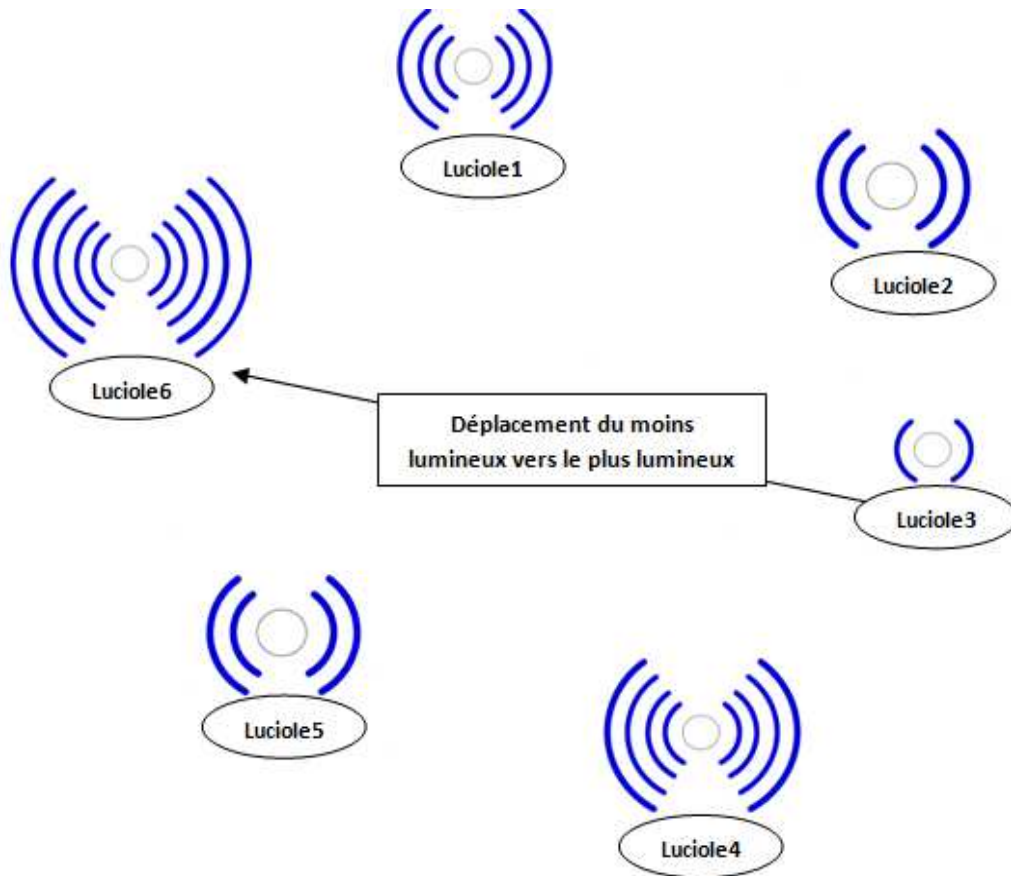 Luciole1
Luciole2
Luciole6
Déplacement du moins
lumineux vers le plus lumineux
Luciole3
Luciole5
Luciole4